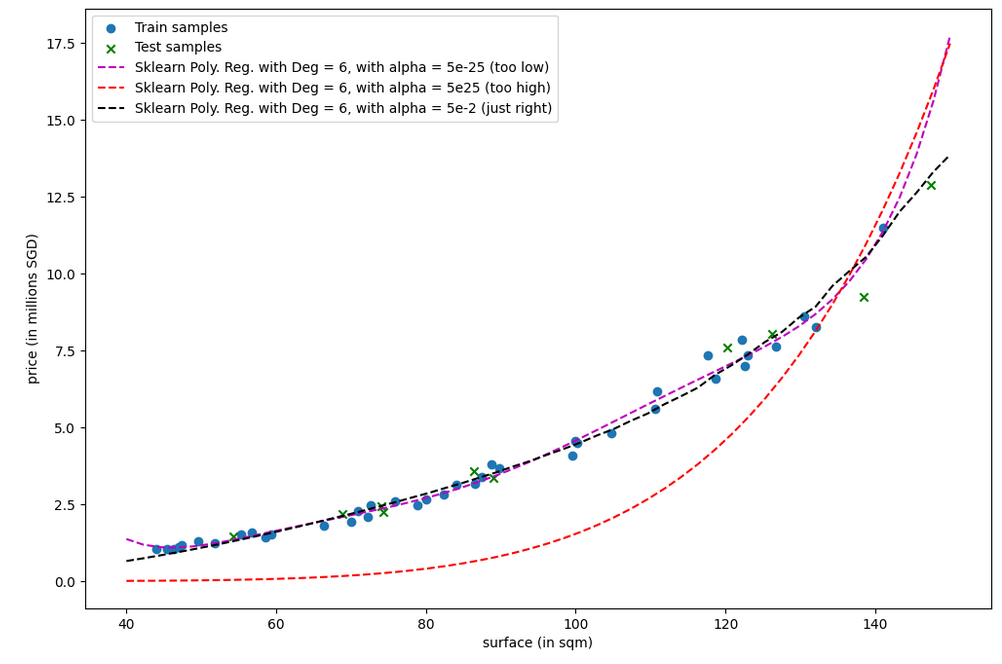 Train samples
Test samples
Sklearn Poly. Reg. with Deg = 6, with alpha = 5e-25 (too low)
Sklearn Poly. Reg. with Deg = 6, with alpha = 5e25 (too high)
Sklearn Poly. Reg. with Deg = 6, with alpha = 5e-2 (just right)
17.5
15.0
12.5
10.0
7.5
5.0
2.5
0.0
price (in millions SGD)
40 60 80 100 120 140
surface (in sqm)